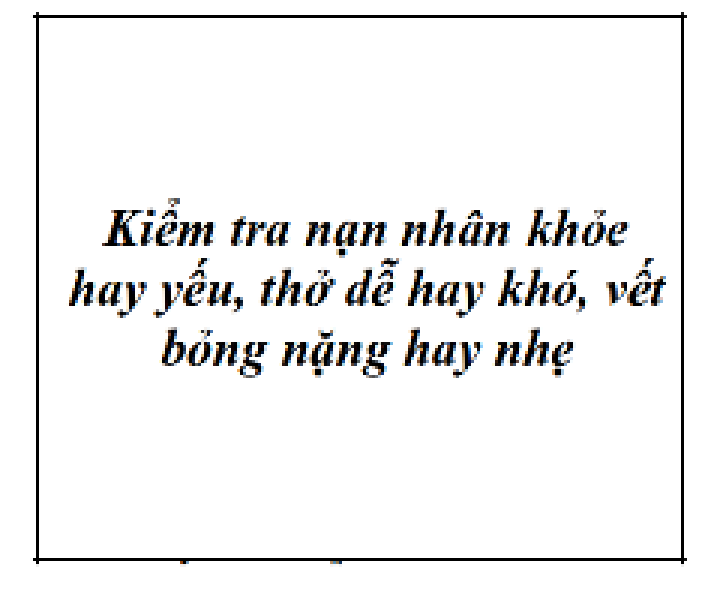 Kiểm tra nạn nhân khỏe
hay yếu, thở dễ hay khó, vết
bỏng nặng hay nhẹ